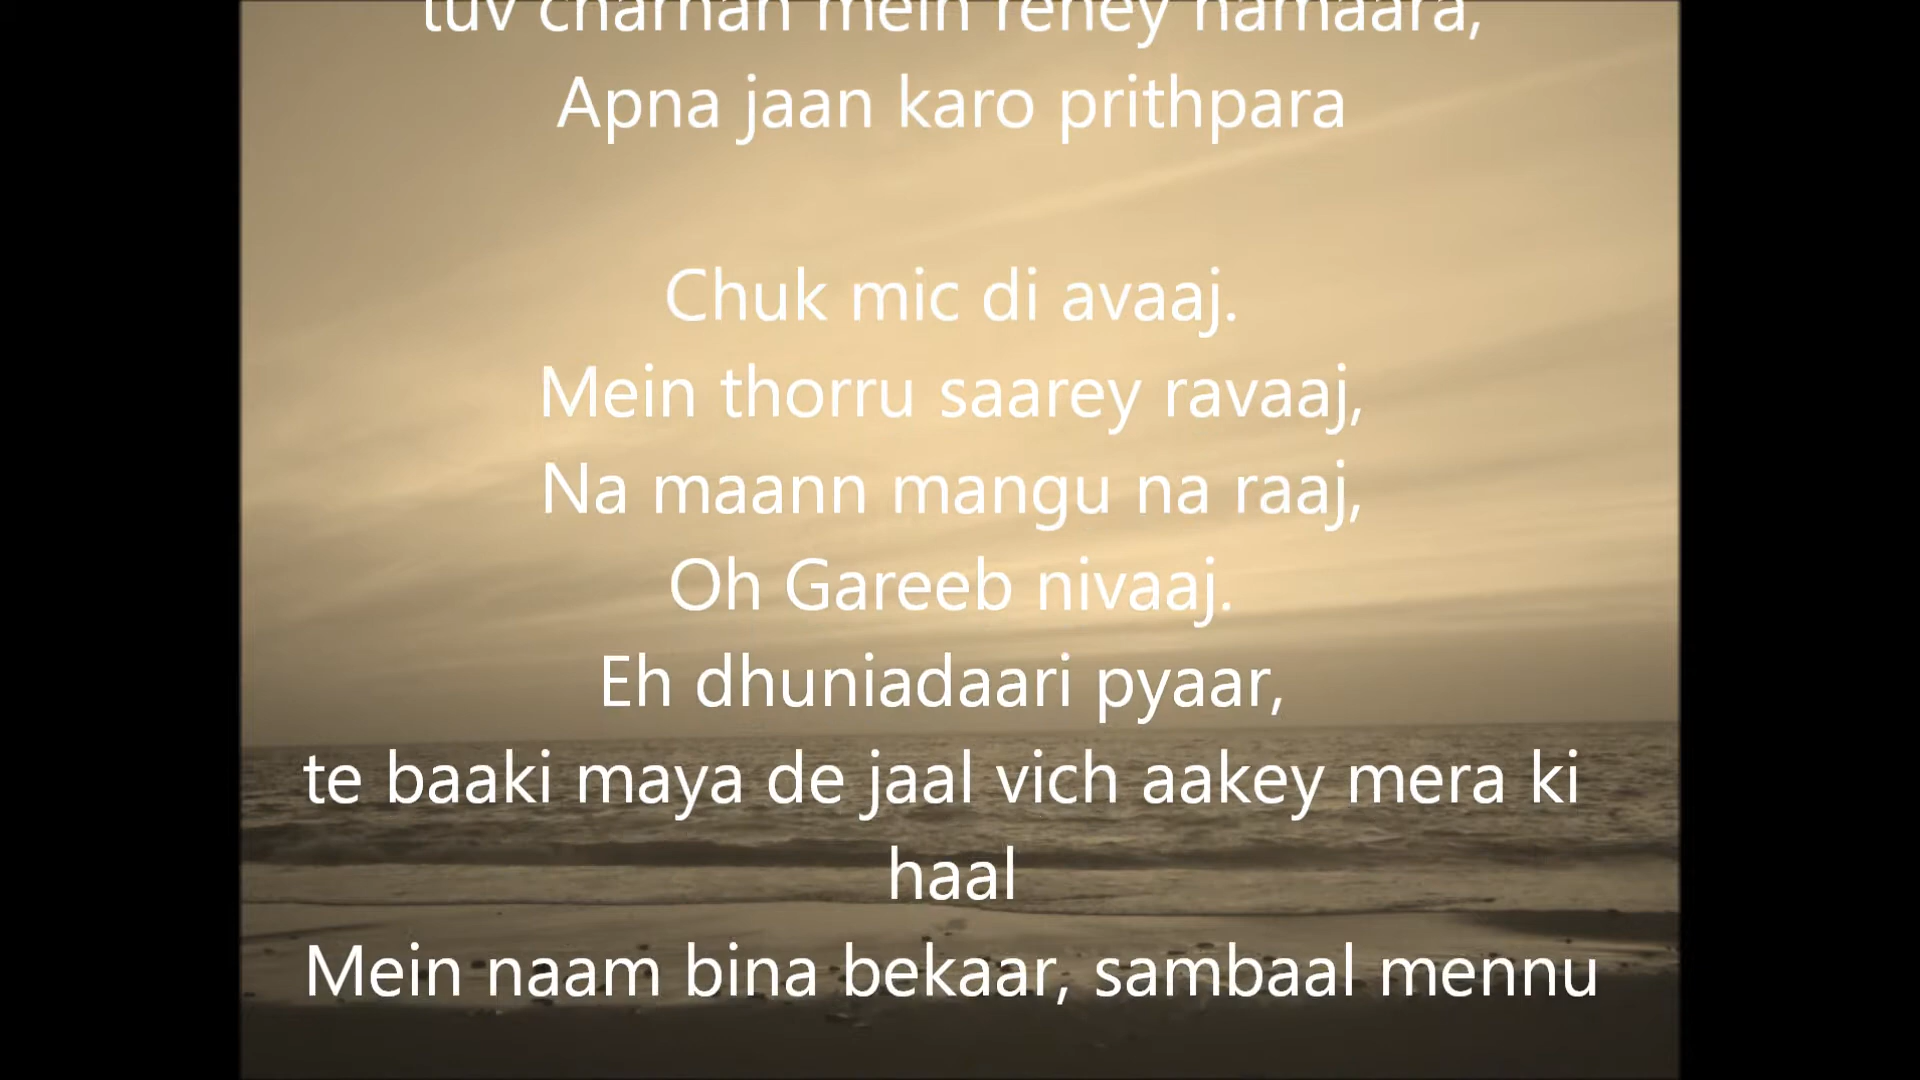 tuv charnan mein rehey hamaara,
Apna jaan karo prithpara
Chuk mic di avaaj.
Mein thorru saarey ravaaj,
Na maann mangu na raaj,
Oh Gareeb nivaaj.
Eh dhuniadaari pyaar,
te baaki maya de jaal vich aakey mera ki
haal
Mein naam bina bekaar, sambaal mennu